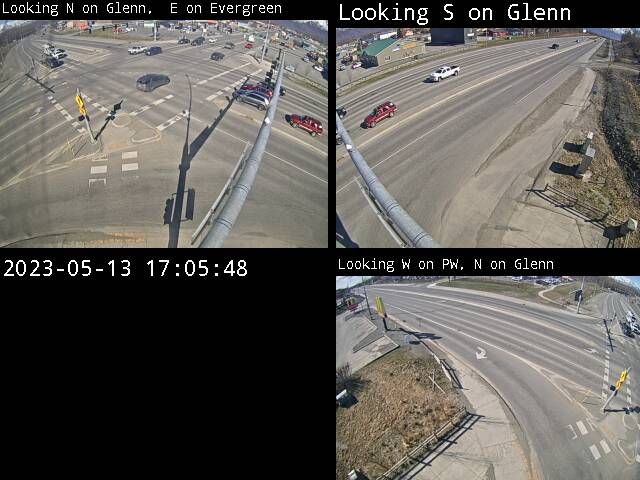 Looking N on Glenn,  E on Evergreen
Looking S on Glenn
2023-05-13 17:05:48
Looking W on PW, N on Glenn